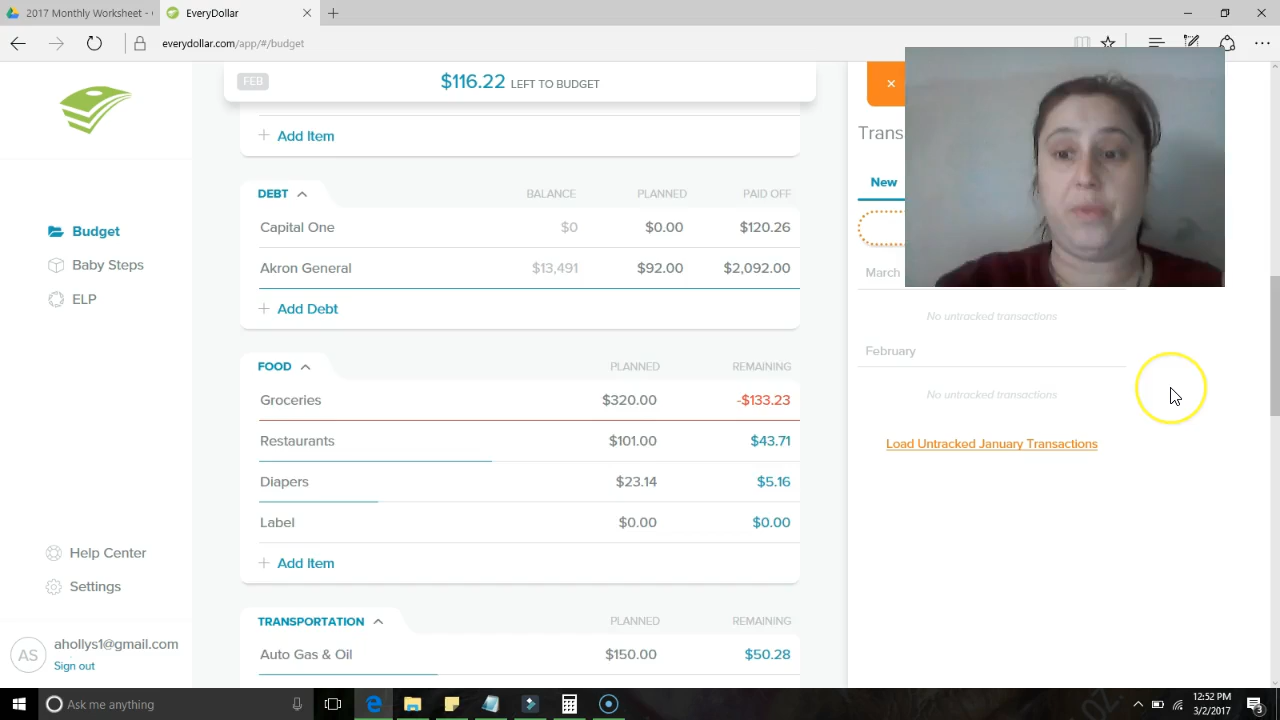 2017 Monthly Worksheet -
EveryDollar
everydollar.com/app/#/budget
FEB
$116.22 LEFT TO BUDGET
Add Item
DEBT BALANCE PLANNED PAID OFF
Capital One $0 $0.00 $120.26
Akron General $13,491 $92.00 $2,092.00
Add Debt
FOOD PLANNED REMAINING
Groceries $320.00 -$133.23
Restaurants $101.00 $43.71
Diapers $23.14 $5.16
Label $0.00 $0.00
Add Item
TRANSPORTATION PLANNED REMAINING
Auto Gas & Oil $150.00 $50.28
Budget
Baby Steps
ELP
Help Center
Settings
AS
ahollys1@gmail.com
Sign out
Trans
New
March
No untracked transactions
February
No untracked transactions
Load Untracked January Transactions
Ask me anything
12:52 PM
3/2/2017
3